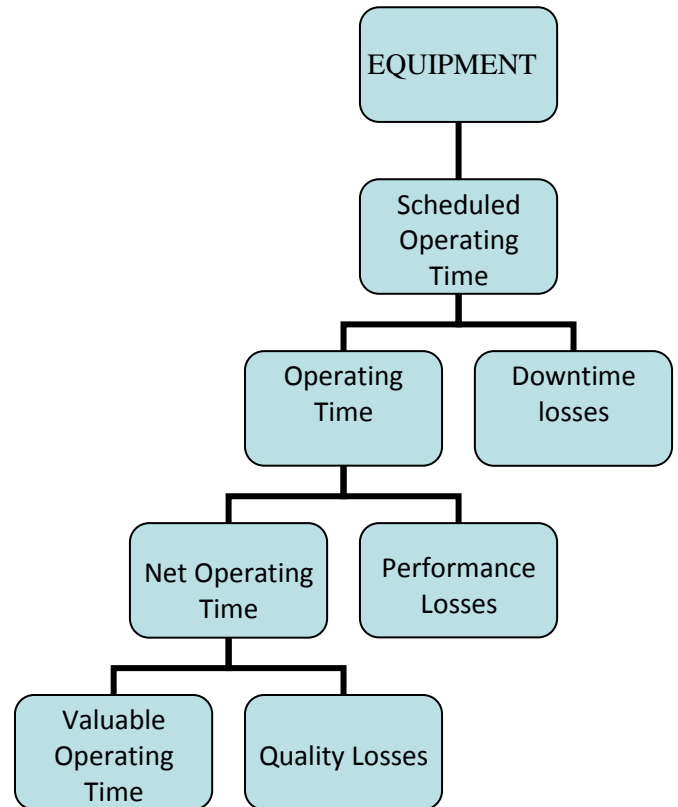 EQUIPMENT
Scheduled
Operating
Time
Operating
Time
Downtime
losses
Net Operating
Time
Performance
Losses
Valuable
Operating
Time
Quality Losses